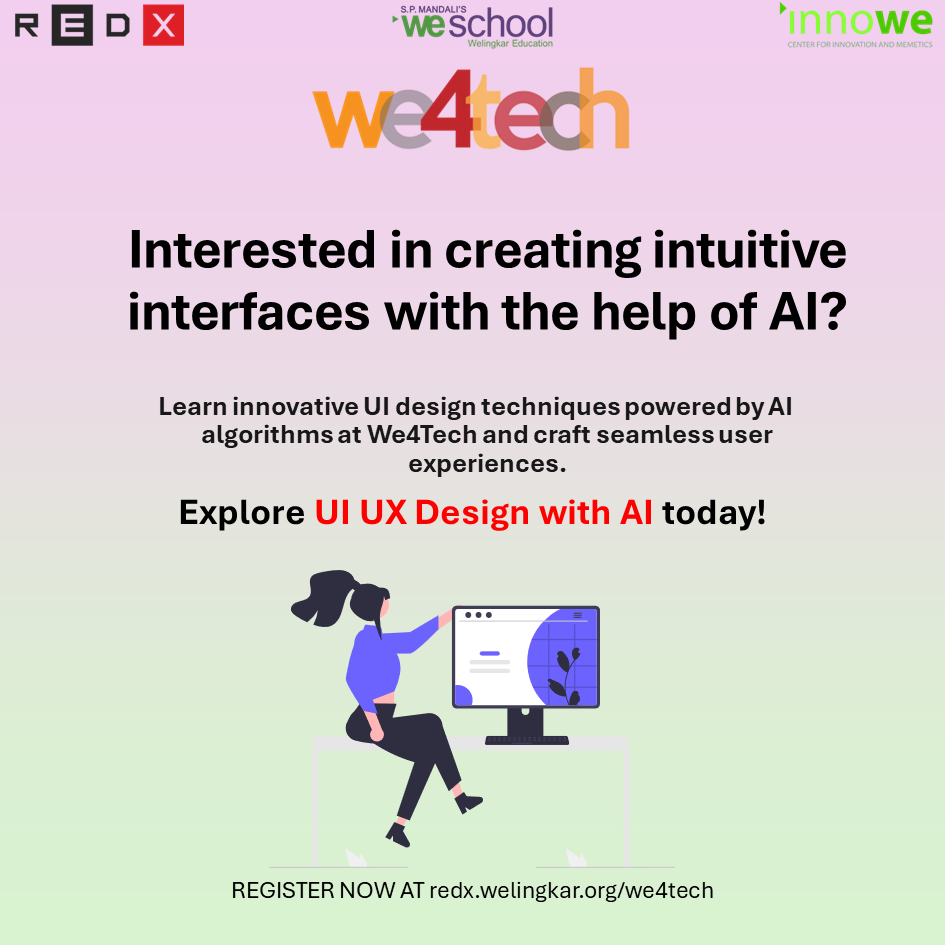 REDX
S.P. MANDALI'S
weschool
Welingkar Education
innowe
CENTER FOR INNOVATION AND MEMETICS
we4tech
Interested in creating intuitive
interfaces with the help of AI?
Learn innovative UI design techniques powered by AI
algorithms at We4Tech and craft seamless user
experiences.
Explore UI UX Design with AI today!
REGISTER NOW AT redx.welingkar.org/we4tech